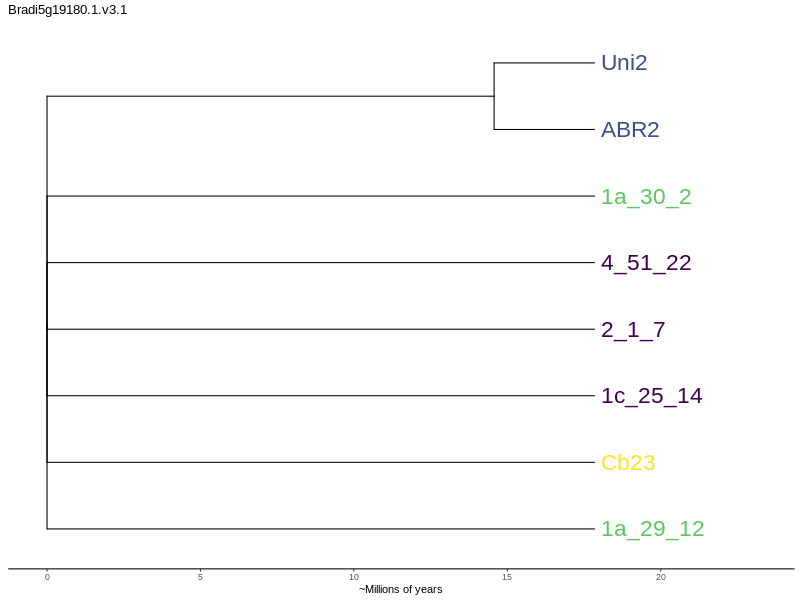 Bradi5g19180.1.v3.1
Uni2
ABR2
1a_30_2
4_51_22
2_1_7
1c_25_14
Cb23
1a_29_12
0 5 10 15 20
~Millions of years